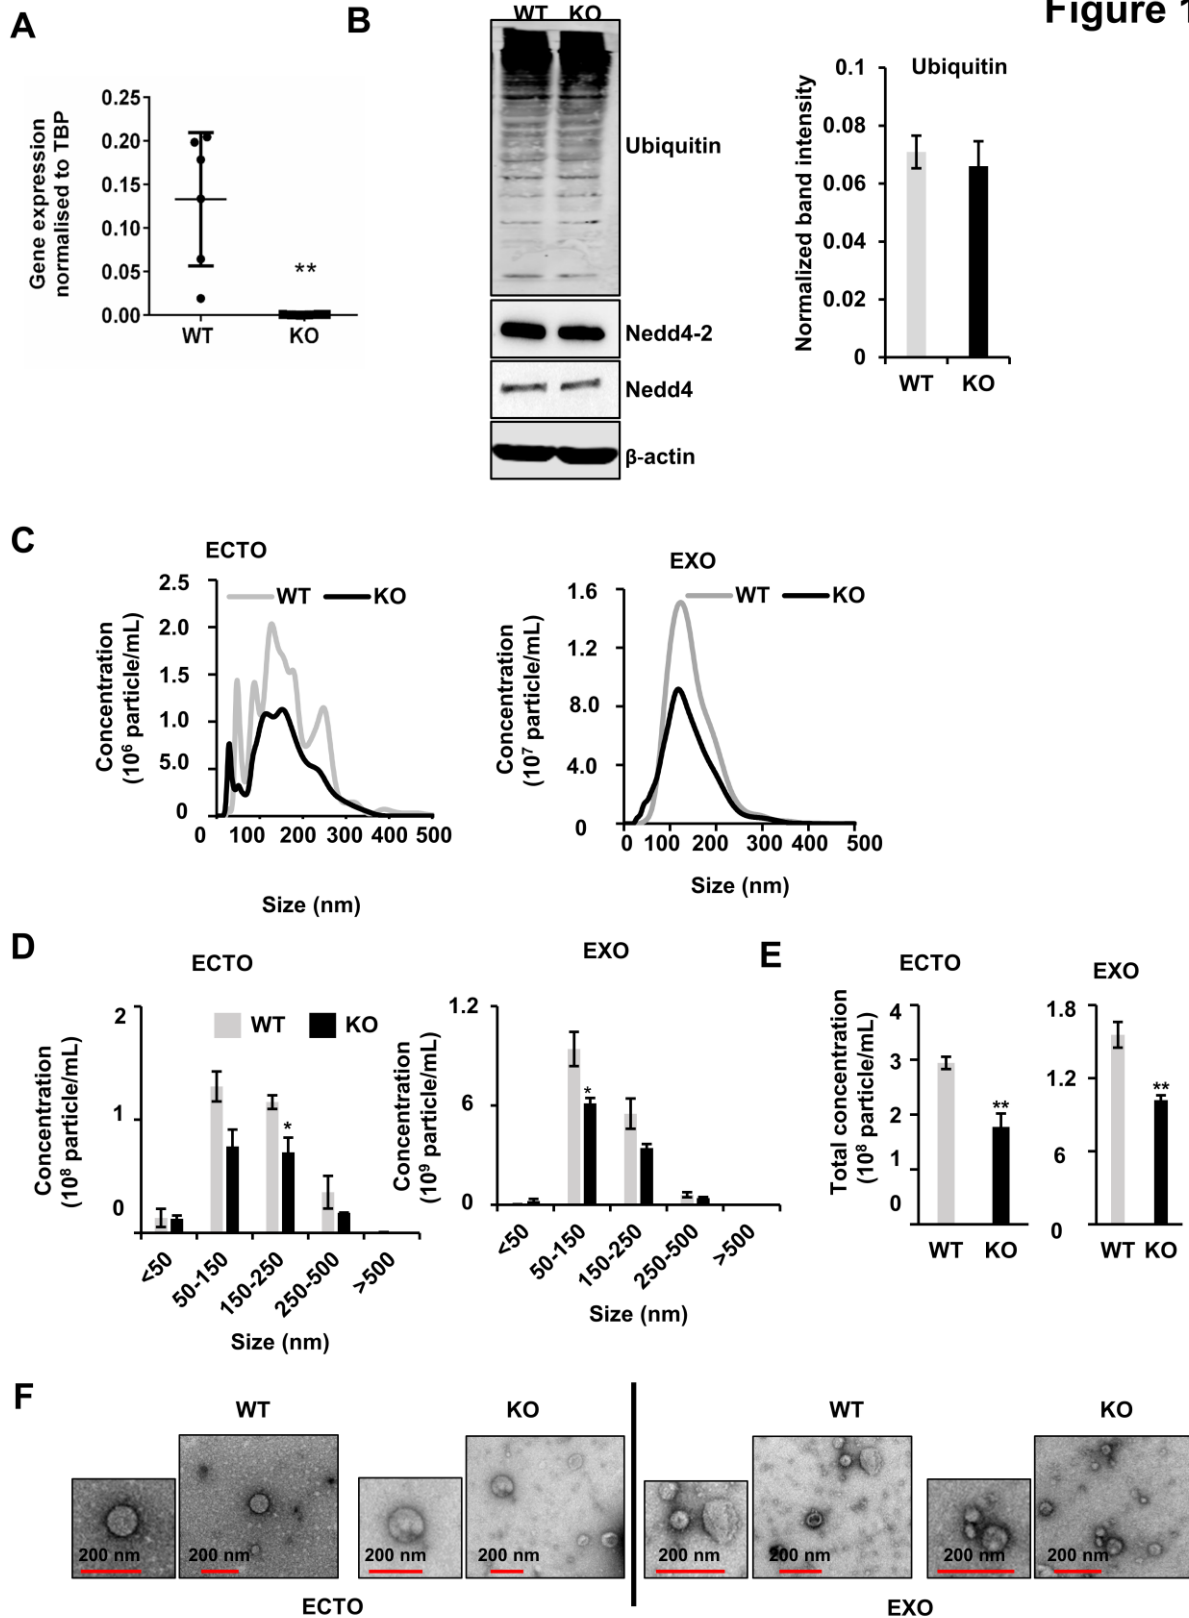 Figure 1
A
Gene expression
normalised to TBP
0.25
0.20
0.15
0.10
0.05
0.00
**
WT
KO
B
WT KO
Ubiquitin
Nedd4-2
Nedd4
β-actin
Ubiquitin
Normalized band intensity
0.1
0.08
0.06
0.04
0.02
0
WT
KO
C
ECTO
WT
KO
Concentration
(10⁶ particle/mL)
2.5
2.0
1.5
1.0
5.0
0
0 100 200 300 400 500
Size (nm)
EXO
WT
KO
Concentration
(10⁷ particle/mL)
1.6
1.2
8.0
4.0
0
0 100 200 300 400 500
Size (nm)
D
ECTO
WT
KO
Concentration
(10⁸ particle/mL)
2
1
0
*
<50
50-150
150-250
250-500
>500
Size (nm)
EXO
Concentration
(10⁹ particle/mL)
1.2
6
0
*
<50
50-150
150-250
250-500
>500
Size (nm)
E
ECTO
Total concentration
(10⁸ particle/mL)
4
3
2
1
0
**
WT KO
EXO
1.8
1.2
6
0
**
WT KO
F
WT
KO
WT
KO
200 nm
200 nm
200 nm
200 nm
200 nm
200 nm
200 nm
200 nm
ECTO
EXO